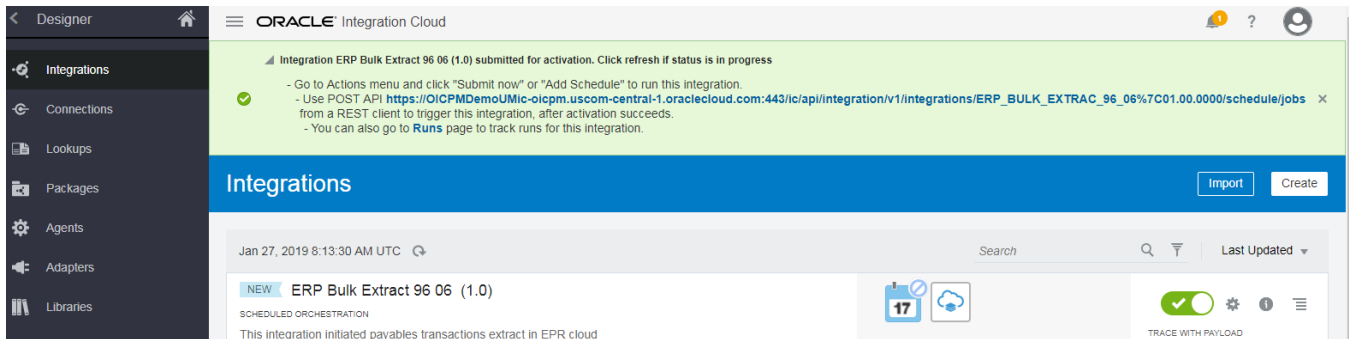 Designer
ORACLE® Integration Cloud
1
?
Integrations
Connections
Lookups
Packages
Agents
Adapters
Libraries
Integration ERP Bulk Extract 96 06 (1.0) submitted for activation. Click refresh if status is in progress
- Go to Actions menu and click "Submit now" or "Add Schedule" to run this integration.
- Use POST API https://OICPMDemoUMic-oicpm.uscom-central-1.oraclecloud.com:443/ic/api/integration/v1/integrations/ERP_BULK_EXTRAC_96_06%7C01.00.0000/schedule/jobs
from a REST client to trigger this integration, after activation succeeds.
- You can also go to Runs page to track runs for this integration.
Integrations
Import
Create
Jan 27, 2019 8:13:30 AM UTC
Search
Last Updated
NEW
ERP Bulk Extract 96 06 (1.0)
SCHEDULED ORCHESTRATION
This integration initiated payables transactions extract in EPR cloud
17
TRACE WITH PAYLOAD